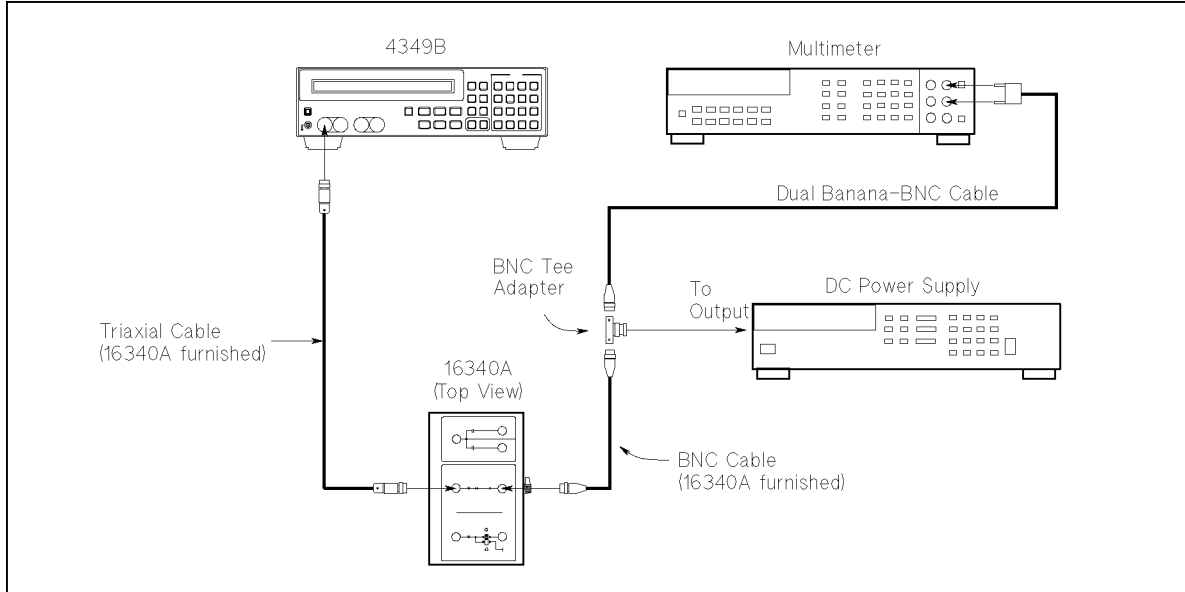 4349B
Multimeter
Dual Banana-BNC Cable
BNC Tee
Adapter
To
Output
DC Power Supply
Triaxial Cable
(16340A furnished)
16340A
(Top View)
BNC Cable
(16340A furnished)